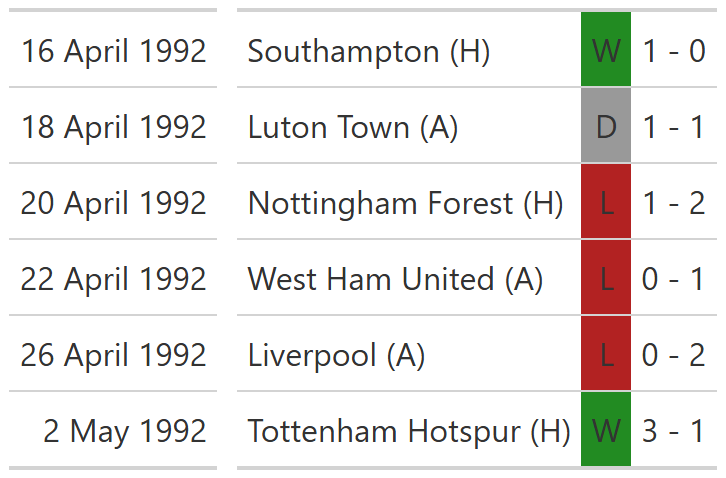 16 April 1992 Southampton (H) W 1 - 0
18 April 1992 Luton Town (A) D 1 - 1
20 April 1992 Nottingham Forest (H) L 1 - 2
22 April 1992 West Ham United (A) L 0 - 1
26 April 1992 Liverpool (A) L 0 - 2
2 May 1992 Tottenham Hotspur (H) W 3 - 1